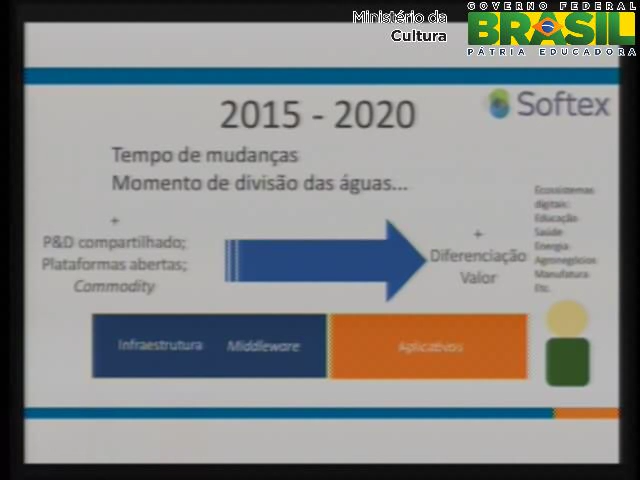 Ministério da
Cultura
GOVERNO FEDERAL
BRASIL
PÁTRIA EDUCADORA
Softex
2015 - 2020
Tempo de mudanças
Momento de divisão das águas...
+
P&D compartilhado;
Plataformas abertas;
Commodity
+
Diferenciação
Valor
Ecossistemas
digitais:
Educação
Saúde
Energia
Agronegócios
Manufatura
Etc.
Infraestrutura
Middleware
Aplicativos